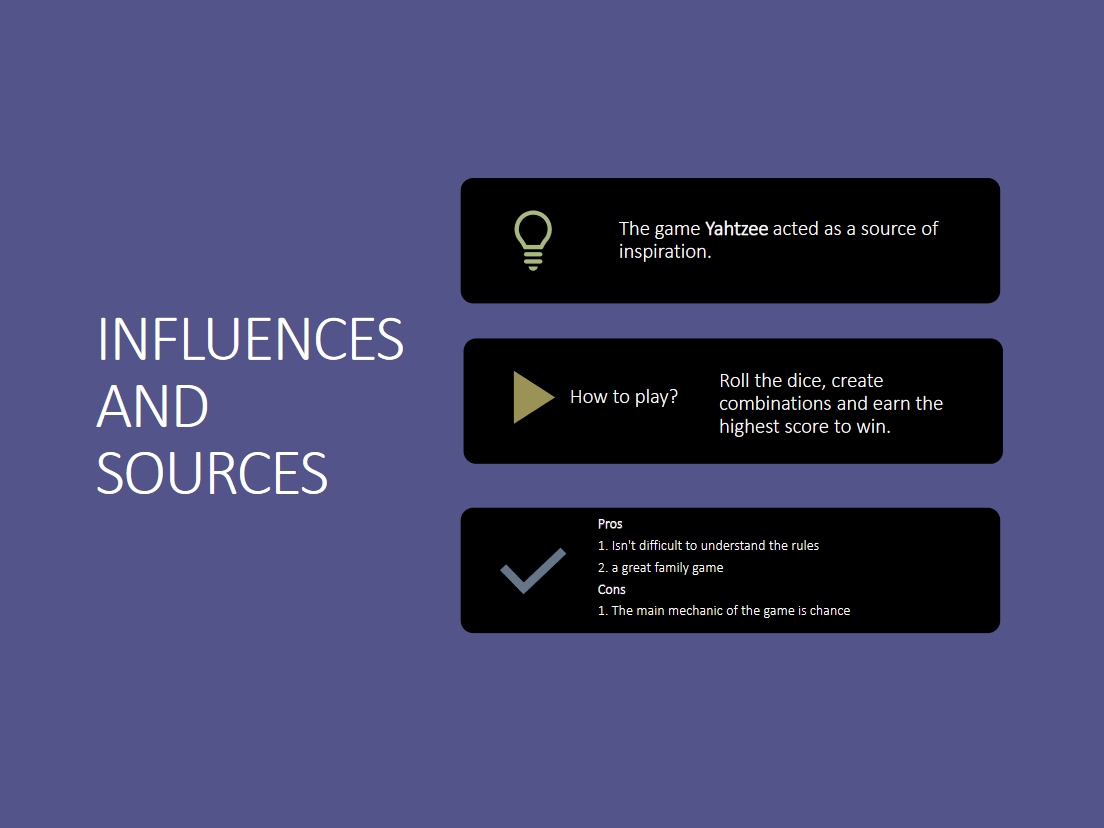 INFLUENCES
AND
SOURCES
The game Yahtzee acted as a source of
inspiration.
How to play?
Roll the dice, create
combinations and earn the
highest score to win.
Pros
1. Isn't difficult to understand the rules
2. a great family game
Cons
1. The main mechanic of the game is chance